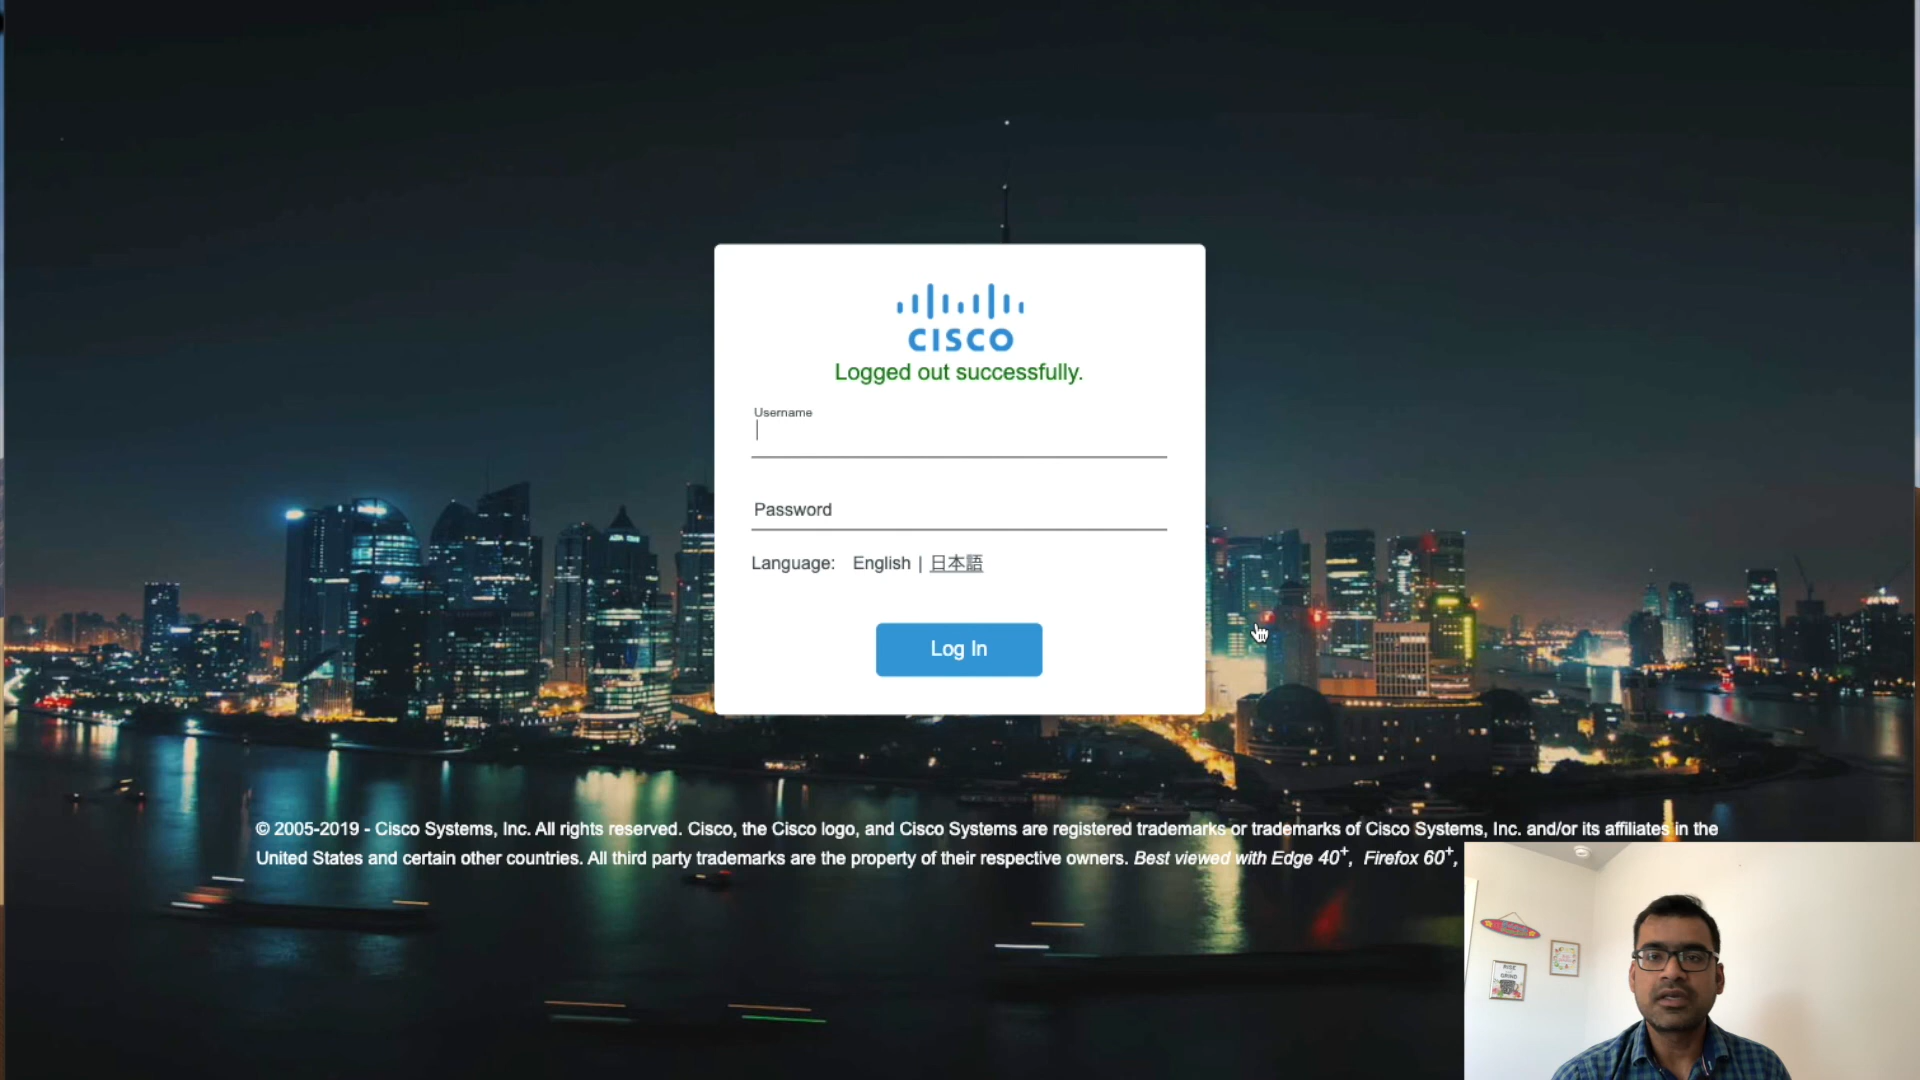 CISCO
Logged out successfully.
Username
Password
Language: English | 日本語
Log In
© 2005-2019 - Cisco Systems, Inc. All rights reserved. Cisco, the Cisco logo, and Cisco Systems are registered trademarks or trademarks of Cisco Systems, Inc. and/or its affiliates in the
United States and certain other countries. All third party trademarks are the property of their respective owners. Best viewed with Edge 40+, Firefox 60+,